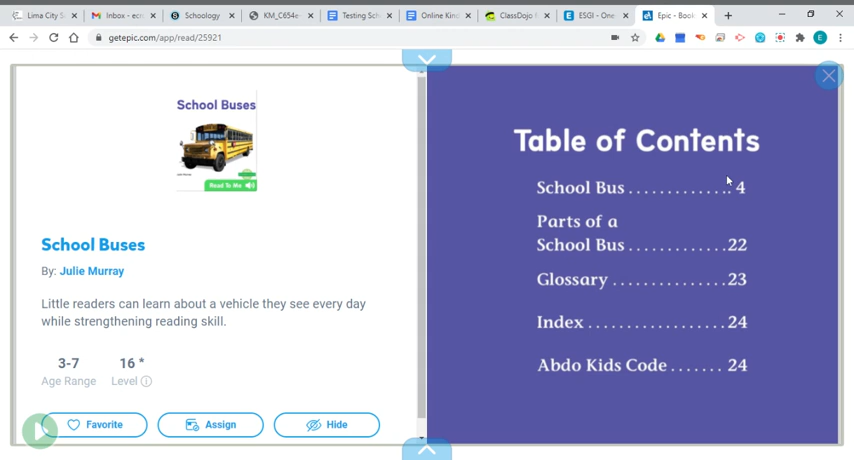 Lima City S
Inbox - ecr
Schoology
KM_C654e
Testing Sch
Online Kin
ClassDojo f
ESGI - One
Epic - Book
getepic.com/app/read/25921
E
School Buses
Read To Me
School Buses
By: Julie Murray
Little readers can learn about a vehicle they see every day
while strengthening reading skill.
3-7
16 *
Age Range
Level
Favorite
Assign
Hide
Table of Contents
School Bus .............. 4
Parts of a
School Bus .............22
Glossary ...............23
Index .................. 24
Abdo Kids Code ....... 24